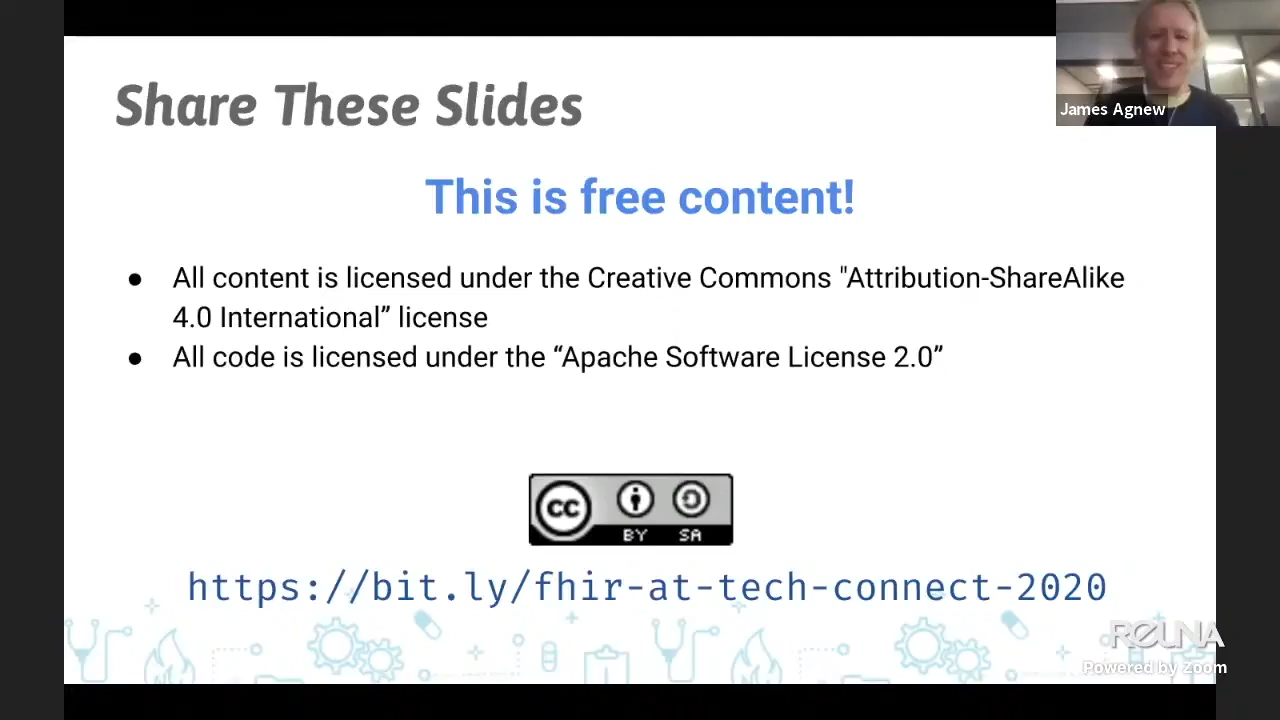 Share These Slides
James Agnew
This is free content!
● All content is licensed under the Creative Commons "Attribution-ShareAlike
4.0 International” license
● All code is licensed under the “Apache Software License 2.0”
CC
BY SA
https://bit.ly/fhir-at-tech-connect-2020
REUNA
Powered by Zoom